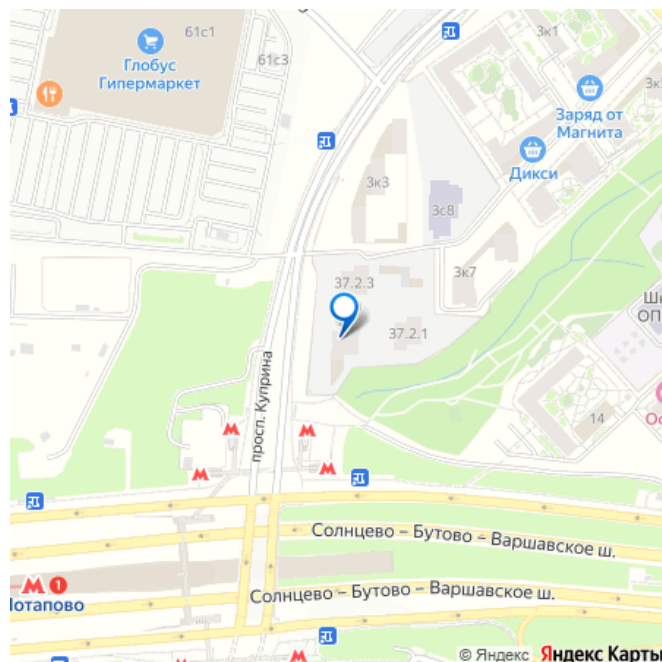 61с1
Глобус
Гипермаркет
61с3
3к1
Заряд от
Магнита
Дикси
3к3
3с8
3к7
37.2.3
37.2.1
просп. Куприна
14
Солнцево – Бутово – Варшавское ш.
Солнцево – Бутово – Варшавское ш.
1
© Яндекс Яндекс Карты